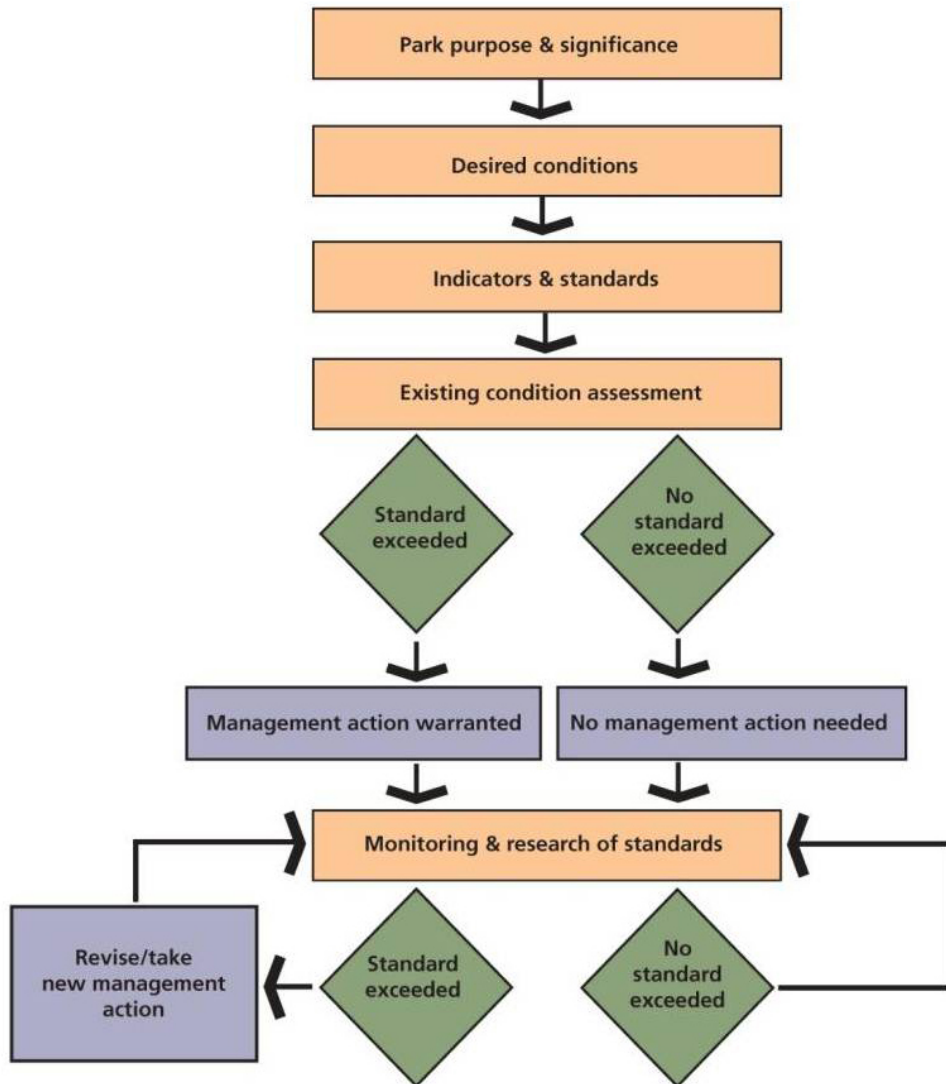 Park purpose & significance
Desired conditions
Indicators & standards
Existing condition assessment
Standard
exceeded
No
standard
exceeded
Management action warranted
No management action needed
Monitoring & research of standards
Revise/take
new management
action
Standard
exceeded
No
standard
exceeded